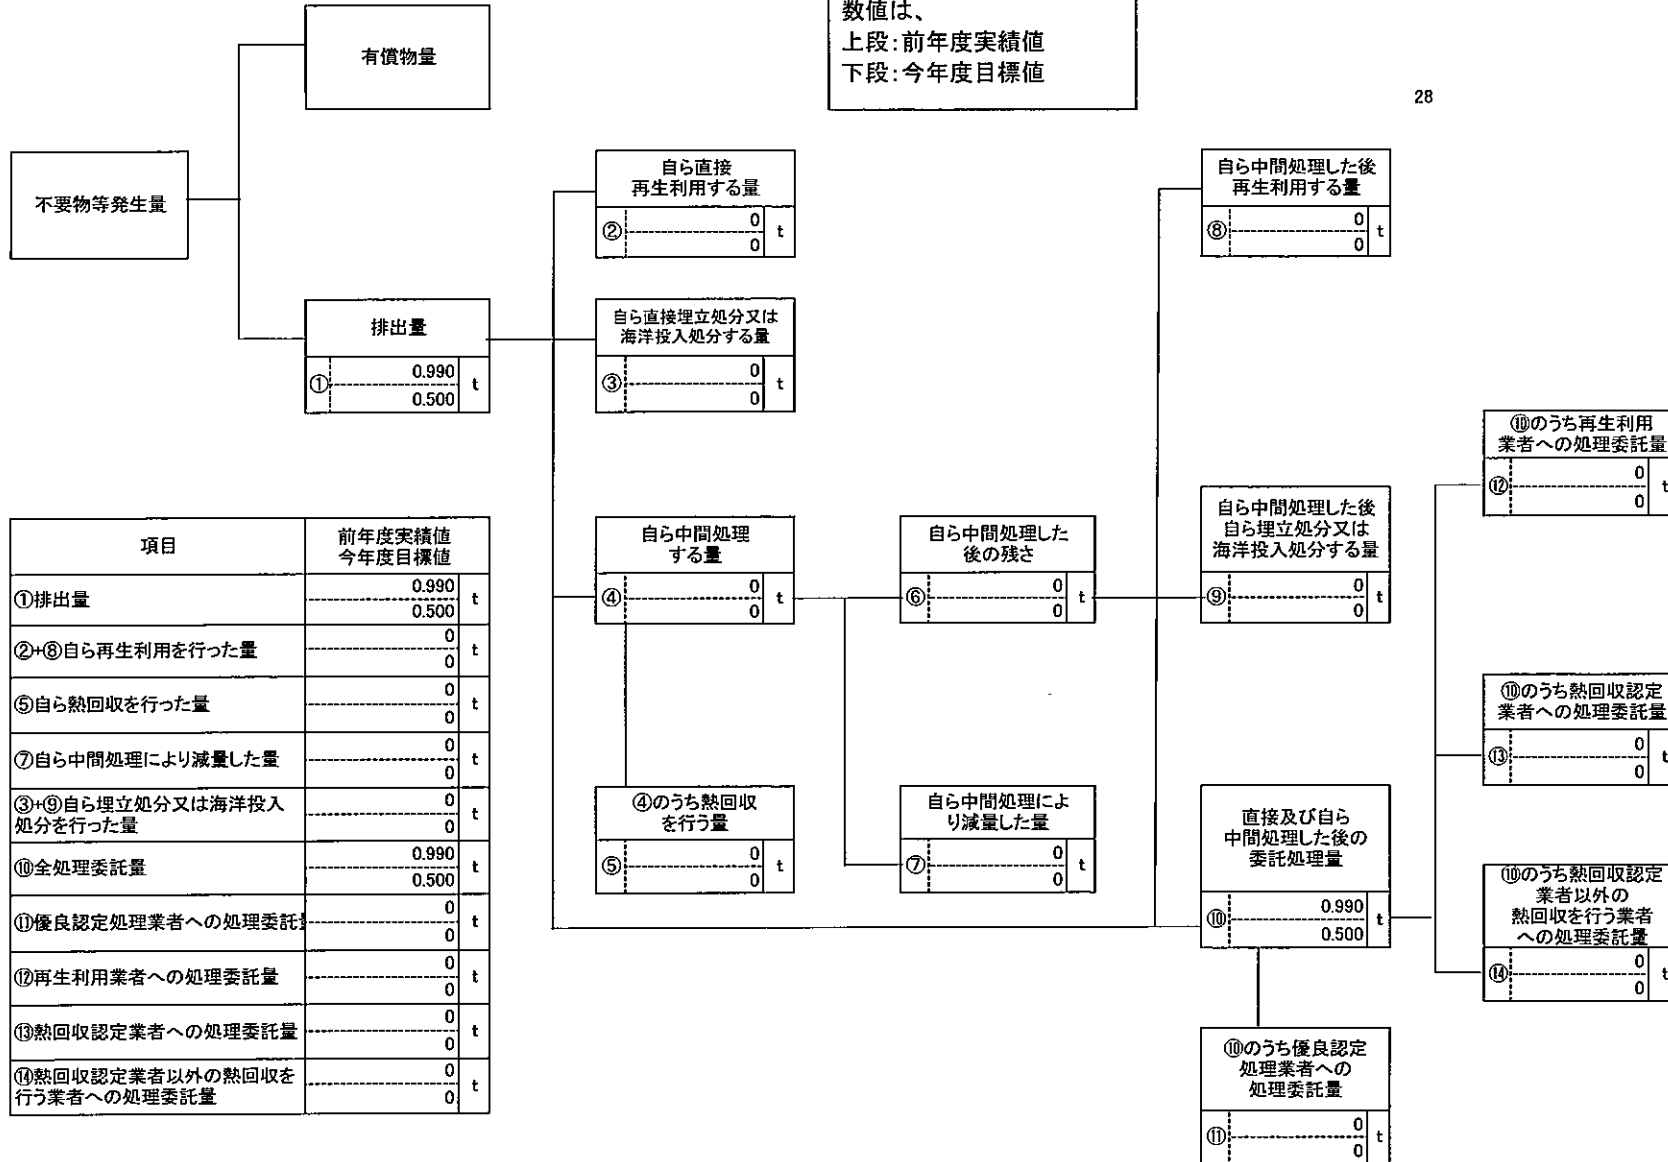 数値は、
上段：前年度実績値
下段：今年度目標値
28
有償物量
不要物等発生量
排出量
① 0.990 t
0.500
自ら直接
再生利用する量
② 0 t
0
自ら直接埋立処分又は
海洋投入処分する量
③ 0 t
0
自ら中間処理
する量
④ 0 t
0
④のうち熱回収
を行う量
⑤ 0 t
0
自ら中間処理した
後の残さ
⑥ 0 t
0
自ら中間処理によ
り減量した量
⑦ 0 t
0
自ら中間処理した後
再生利用する量
⑧ 0 t
0
自ら中間処理した後
自ら埋立処分又は
海洋投入処分する量
⑨ 0 t
0
直接及び自ら
中間処理した後の
委託処理量
⑩ 0.990 t
0.500
⑩のうち優良認定
処理業者への
処理委託量
⑪ 0 t
0
⑩のうち再生利用
業者への処理委託量
⑫ 0 t
0
⑩のうち熱回収認定
業者への処理委託量
⑬ 0 t
0
⑩のうち熱回収認定
業者以外の
熱回収を行う業者
への処理委託量
⑭ 0 t
0
項目 前年度実績値
今年度目標値
①排出量 0.990 t
0.500
②+⑧自ら再生利用を行った量 0 t
0
⑤自ら熱回収を行った量 0 t
0
⑦自ら中間処理により減量した量 0 t
0
③+⑨自ら埋立処分又は海洋投入
処分を行った量 0 t
0
⑩全処理委託量 0.990 t
0.500
⑪優良認定処理業者への処理委託 0 t
0
⑫再生利用業者への処理委託量 0 t
0
⑬熱回収認定業者への処理委託量 0 t
0
⑭熱回収認定業者以外の熱回収を
行う業者への処理委託量 0 t
0